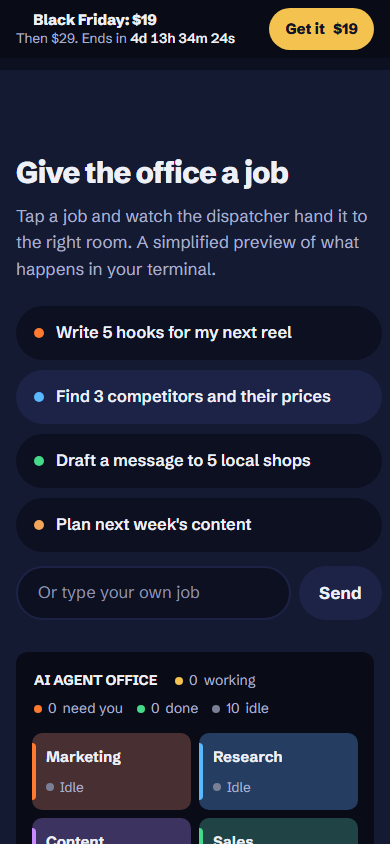 Black Friday: $19
Then $29. Ends in 4d 13h 34m 24s
Get it $19
Give the office a job
Tap a job and watch the dispatcher hand it to
the right room. A simplified preview of what
happens in your terminal.
Write 5 hooks for my next reel
Find 3 competitors and their prices
Draft a message to 5 local shops
Plan next week's content
Or type your own job
Send
AI AGENT OFFICE 0 working
0 need you 0 done 10 idle
Marketing
Idle
Research
Idle
Content
Sales